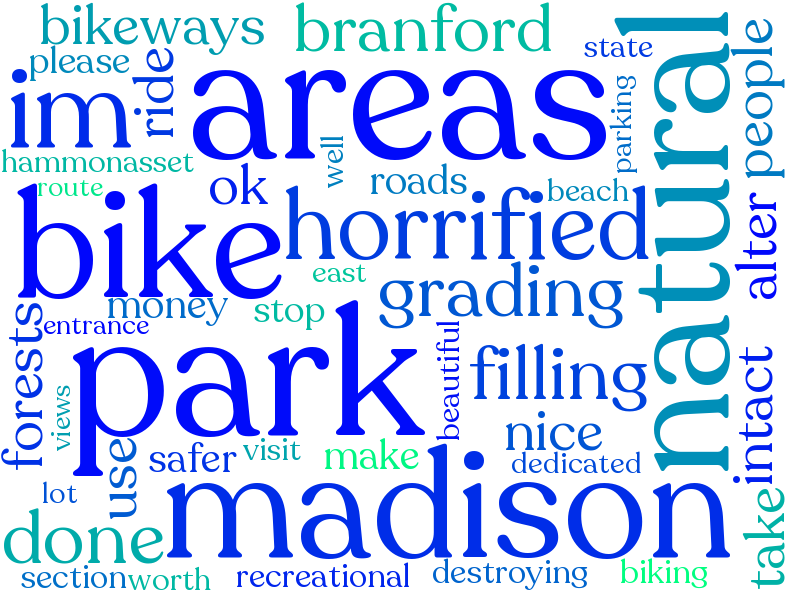 bikeways
branford
state
natural
people
please
ride
im
areas
parking
hammonasset
well
route
ok
roads
beach
bike
horrified
alter
east
grading
money
stop
entrance
forests
park
beautiful
filling
intact
views
nice
use
safer
visit
make
dedicated
lot
madison
take
done
section
worth
recreational
destroying
biking